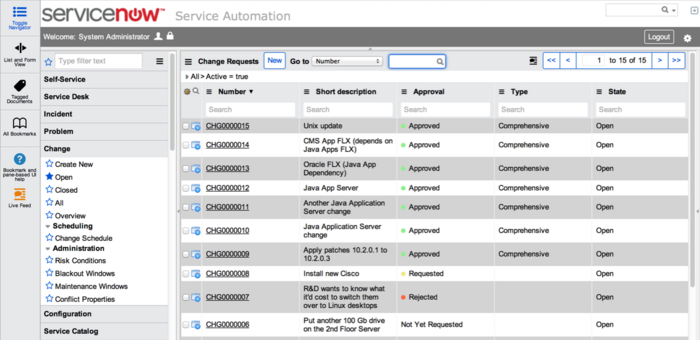 servicenow™ Service Automation
Welcome: System Administrator
Logout
Toggle
Navigator
List and Form
View
Tagged
Documents
All Bookmarks
Bookmark and
pane-based UI
help
Live Feed
Type filter text
Self-Service
Service Desk
Incident
Problem
Change
Create New
Open
Closed
All
Overview
Scheduling
Change Schedule
Administration
Risk Conditions
Blackout Windows
Maintenance Windows
Conflict Properties
Configuration
Service Catalog
Change Requests New Go to Number << < 1 to 15 of 15 > >>
All > Active = true
Number ▼ Short description Approval Type State
Search Search Search Search Search
CHG0000015 Unix update Approved Comprehensive Open
CHG0000014 CMS App FLX (depends on
Java Apps FLX) Approved Comprehensive Open
CHG0000013 Oracle FLX (Java App
Dependency) Approved Comprehensive Open
CHG0000012 Java App Server Approved Comprehensive Open
CHG0000011 Another Java Application
Server change Approved Comprehensive Open
CHG0000010 Java Application Server
change Approved Comprehensive Open
CHG0000009 Apply patches 10.2.0.1 to
10.2.0.3 Approved Comprehensive Open
CHG0000008 Install new Cisco Requested Open
CHG0000007 R&D wants to know what
it'd cost to switch them
over to Linux desktops Rejected Open
CHG0000006 Put another 100 Gb drive
on the 2nd Floor Server Not Yet Requested Open